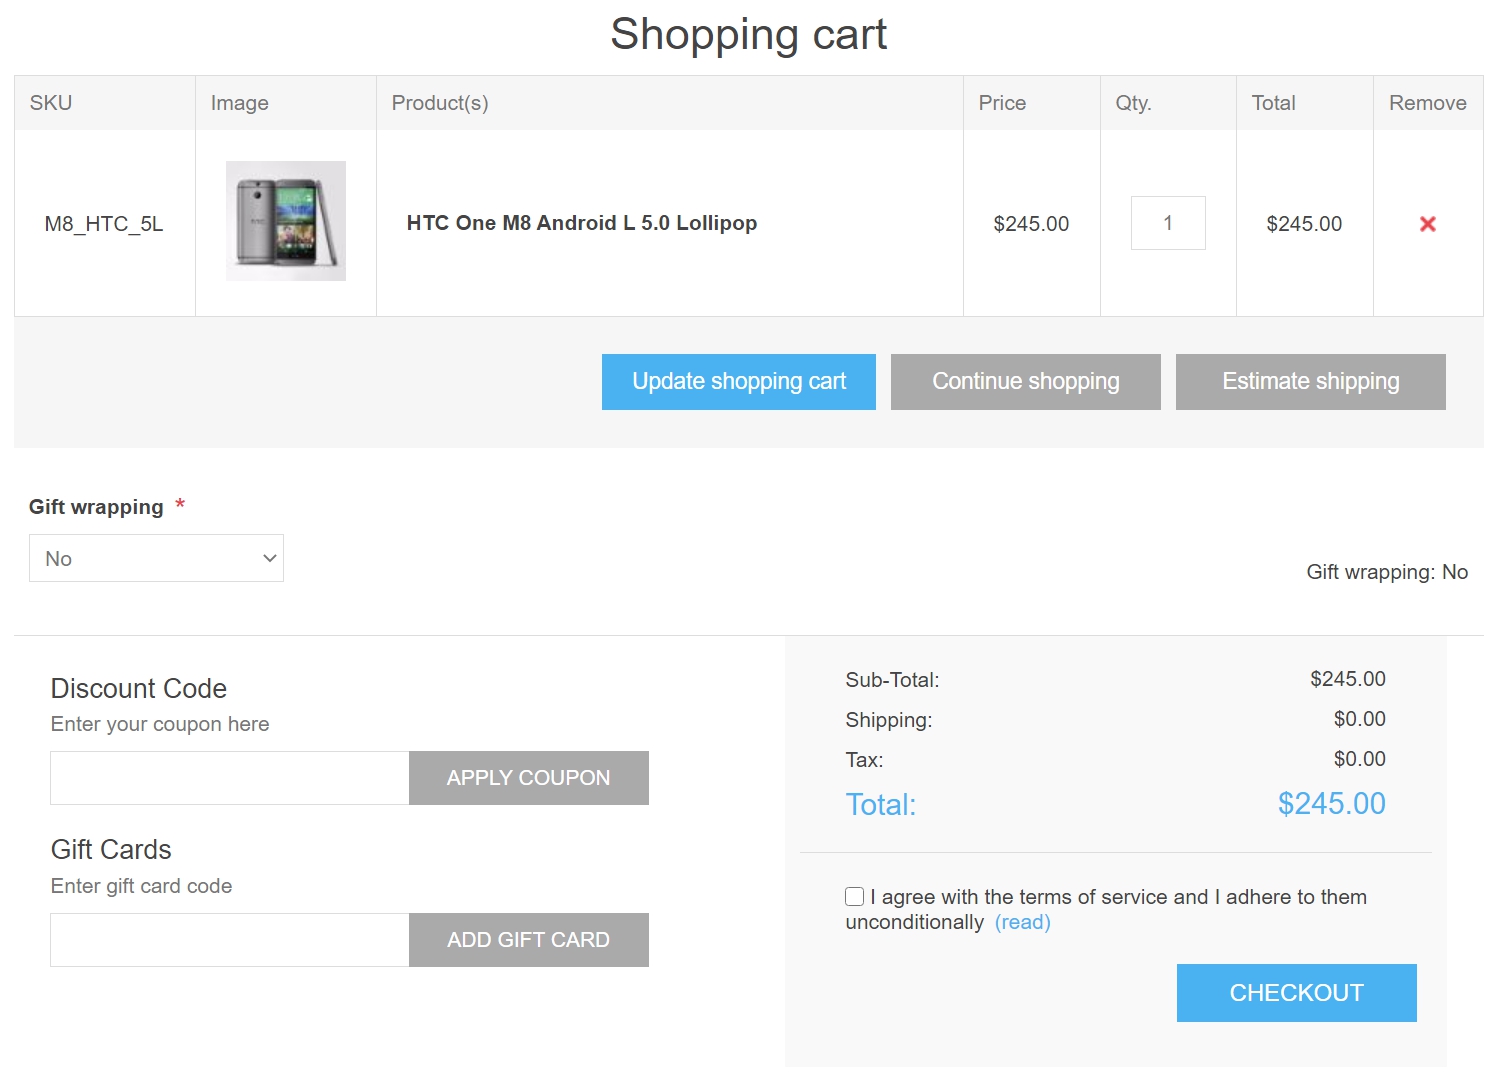 Shopping cart
SKU Image Product(s) Price Qty. Total Remove
M8_HTC_5L HTC One M8 Android L 5.0 Lollipop $245.00 1 $245.00
Update shopping cart Continue shopping Estimate shipping
Gift wrapping *
No
Gift wrapping: No
Discount Code
Enter your coupon here
APPLY COUPON
Gift Cards
Enter gift card code
ADD GIFT CARD
Sub-Total: $245.00
Shipping: $0.00
Tax: $0.00
Total: $245.00
I agree with the terms of service and I adhere to them
unconditionally (read)
CHECKOUT